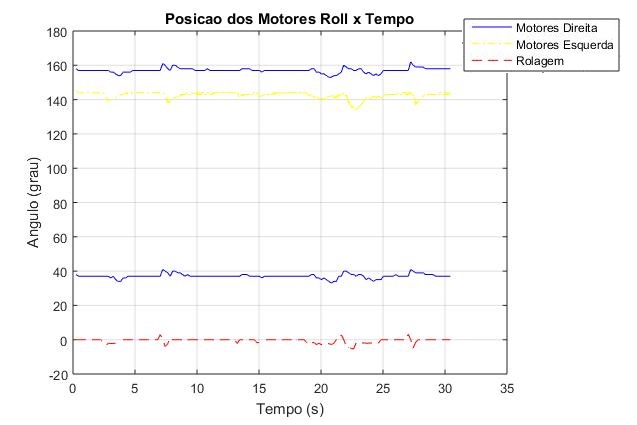 Posicao dos Motores Roll x Tempo
Motores Direita
Motores Esquerda
Rolagem
Angulo (grau)
180
160
140
120
100
80
60
40
20
0
-20
0 5 10 15 20 25 30 35
Tempo (s)